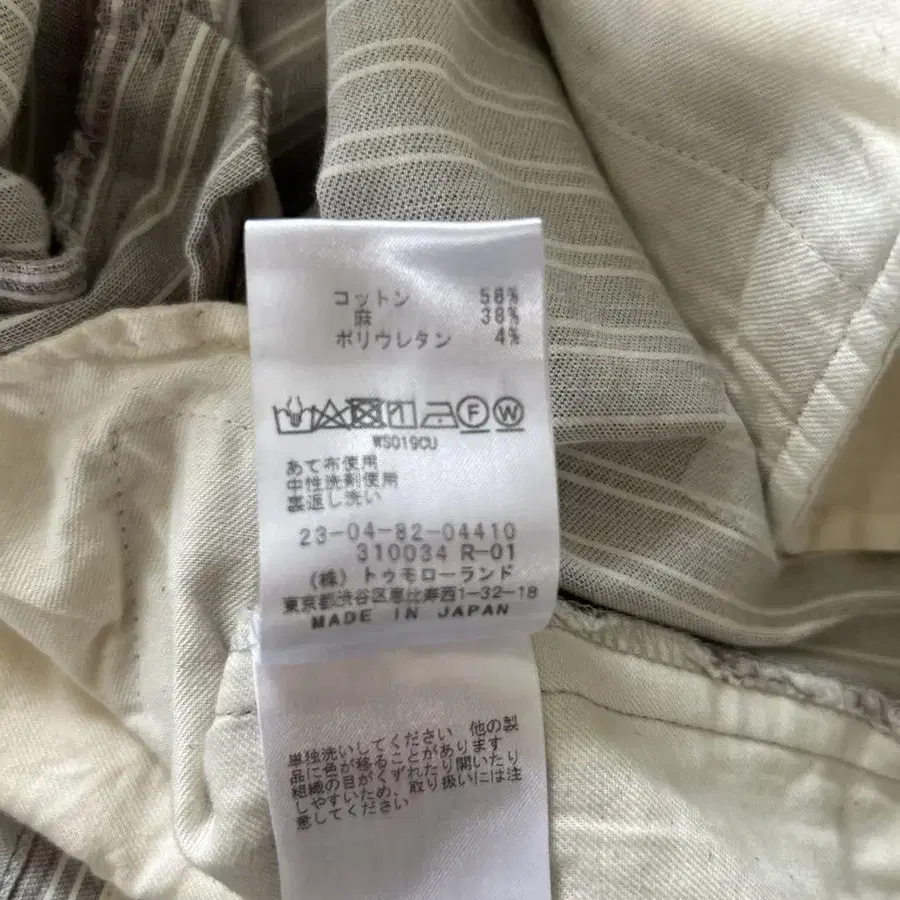 コットン 58%
麻 38%
ポリウレタン 4%
F W
WS019CU
あて布使用
中性洗剤使用
裏返し洗い
23-04-82-04410
310034 R-01
(株) トゥモローランド
東京都渋谷区恵比寿西1-32-18
MADE IN JAPAN
単独洗いしてください 他の製
品に色が移ることがあります
組織の目がくずれたり開いたり
しやすいため、取り扱いには注
意してください